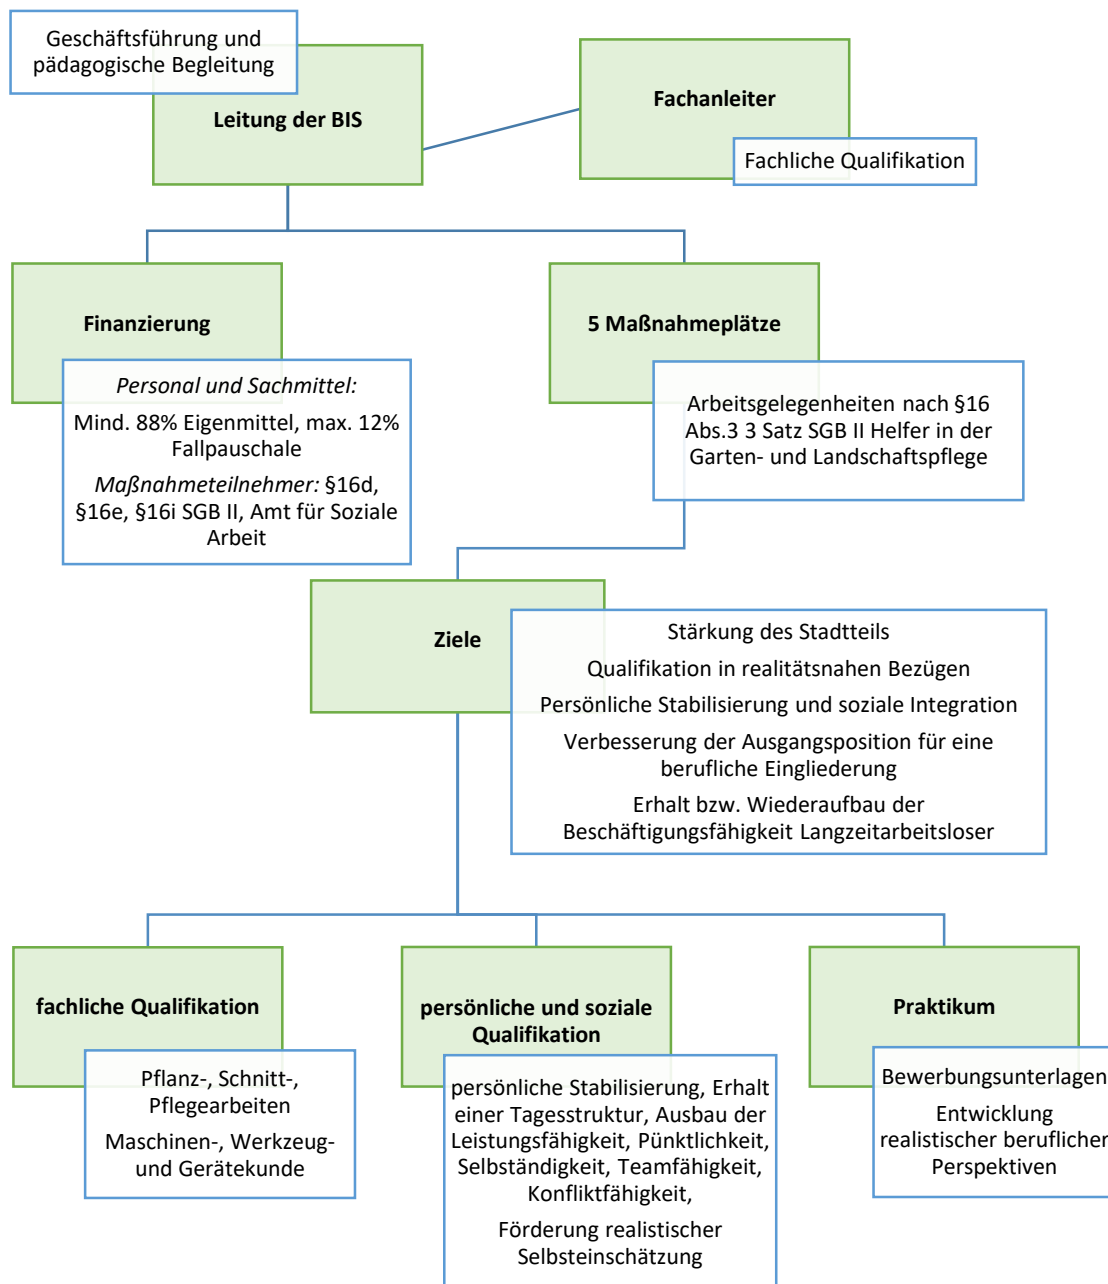 Geschäftsführung und
pädagogische Begleitung
Leitung der BIS
Fachanleiter
Fachliche Qualifikation
Finanzierung
Personal und Sachmittel:
Mind. 88% Eigenmittel, max. 12%
Fallpauschale
Maßnahmeteilnehmer: §16d,
§16e, §16i SGB II, Amt für Soziale
Arbeit
5 Maßnahmeplätze
Arbeitsgelegenheiten nach §16
Abs.3 3 Satz SGB II Helfer in der
Garten- und Landschaftspflege
Ziele
Stärkung des Stadtteils
Qualifikation in realitätsnahen Bezügen
Persönliche Stabilisierung und soziale Integration
Verbesserung der Ausgangsposition für eine
berufliche Eingliederung
Erhalt bzw. Wiederaufbau der
Beschäftigungsfähigkeit Langzeitarbeitsloser
fachliche Qualifikation
Pflanz-, Schnitt-,
Pflegearbeiten
Maschinen-, Werkzeug-
und Gerätekunde
persönliche und soziale
Qualifikation
persönliche Stabilisierung, Erhalt
einer Tagesstruktur, Ausbau der
Leistungsfähigkeit, Pünktlichkeit,
Selbständigkeit, Teamfähigkeit,
Konfliktfähigkeit,
Förderung realistischer
Selbsteinschätzung
Praktikum
Bewerbungsunterlagen
Entwicklung
realistischer beruflicher
Perspektiven